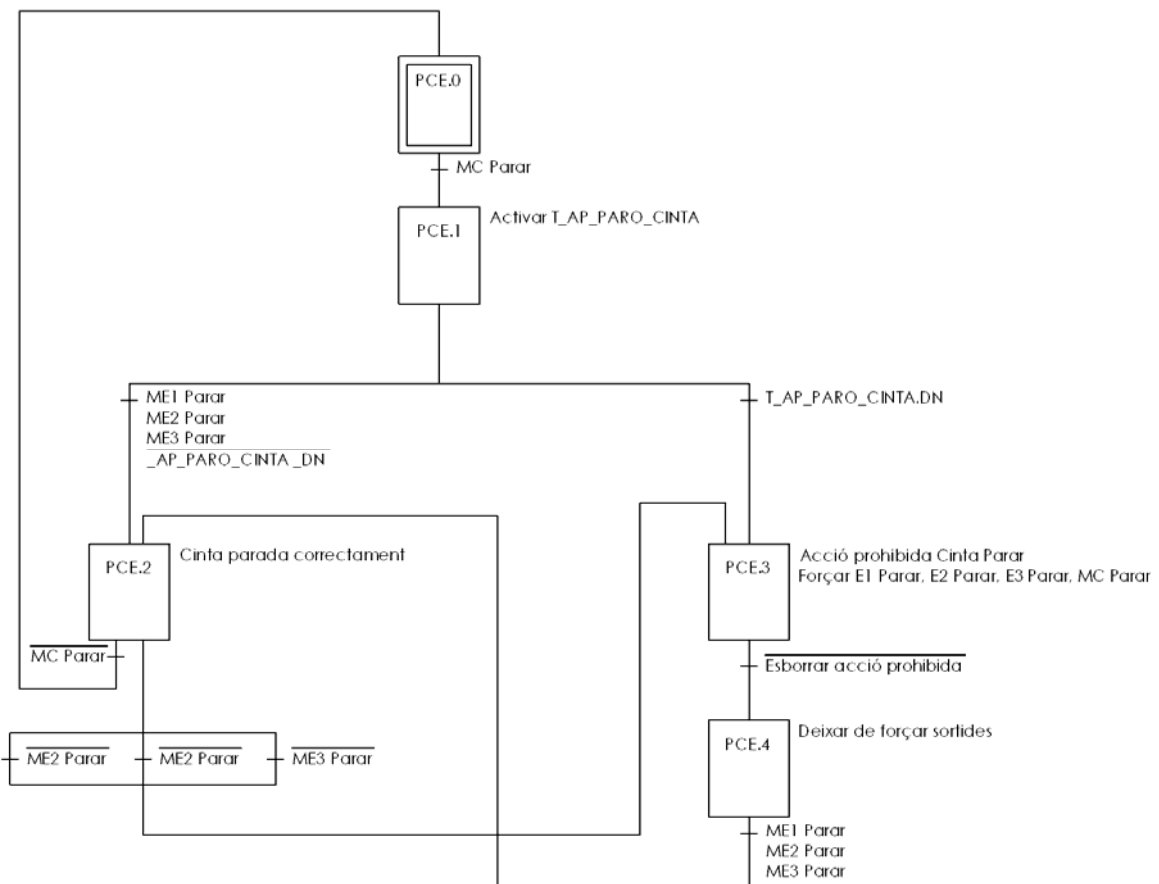 PCE.0
MC Parar
PCE.1
Activar T_AP_PARO_CINTA
ME1 Parar
ME2 Parar
ME3 Parar
_AP_PARO_CINTA _DN
T_AP_PARO_CINTA.DN
PCE.2
Cinta parada correctament
PCE.3
Acció prohibida Cinta Parar
Forçar E1 Parar, E2 Parar, E3 Parar, MC Parar
MC Parar
Esborrar acció prohibida
PCE.4
Deixar de forçar sortides
ME2 Parar
ME2 Parar
ME3 Parar
ME1 Parar
ME2 Parar
ME3 Parar